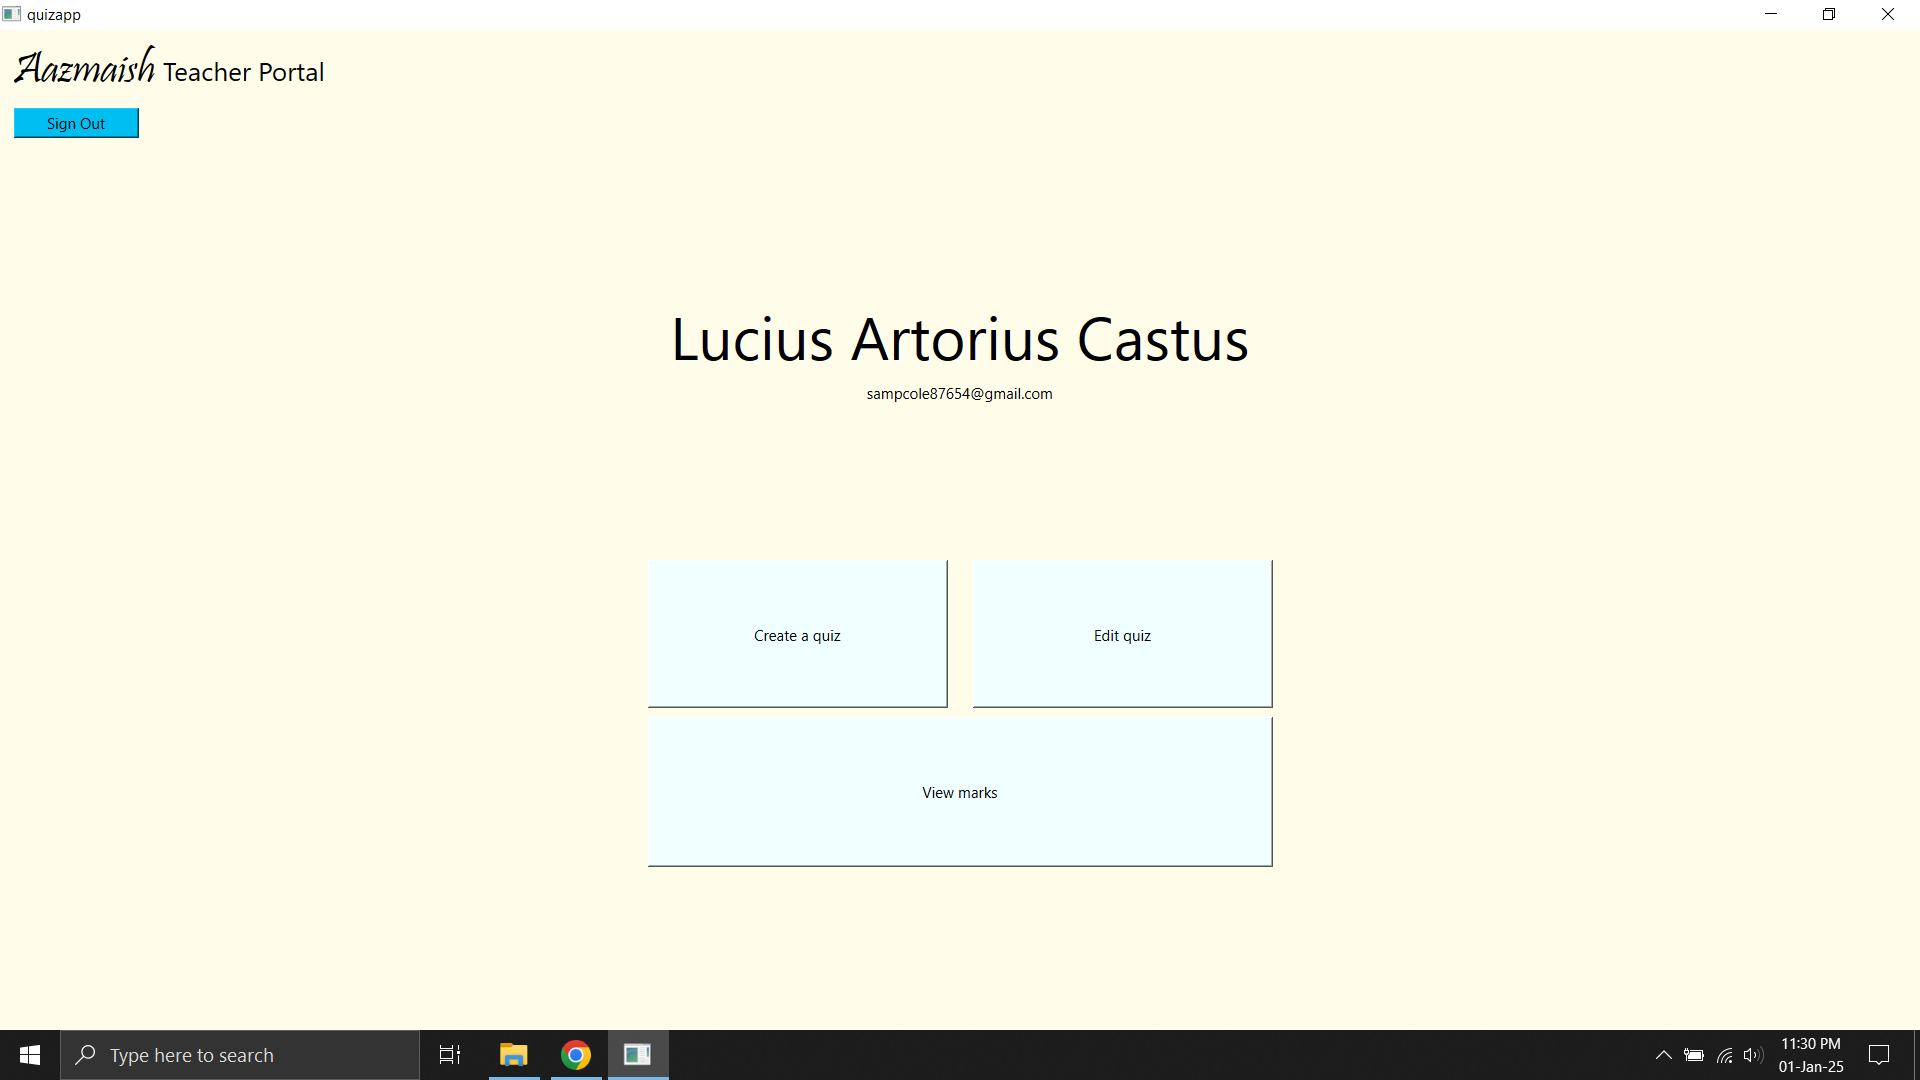 quizapp
Aazmaish Teacher Portal
Sign Out
Lucius Artorius Castus
sampcole87654@gmail.com
Create a quiz
Edit quiz
View marks
Type here to search
11:30 PM
01-Jan-25